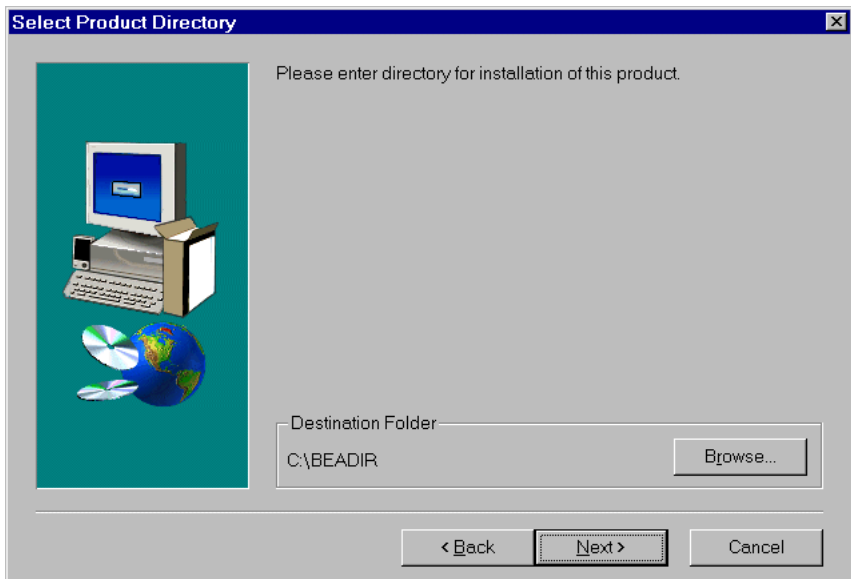 Select Product Directory
Please enter directory for installation of this product.
Destination Folder
C:\BEADIR
Browse...
< Back
Next >
Cancel